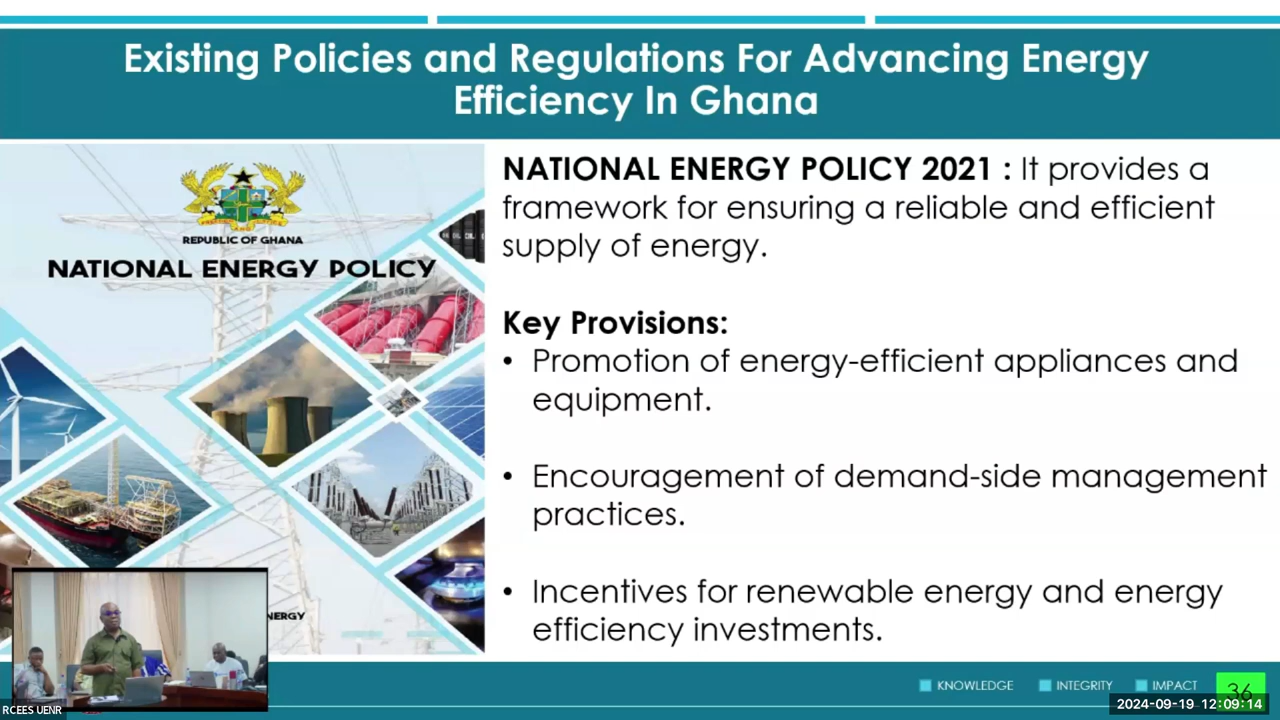 Existing Policies and Regulations For Advancing Energy
Efficiency In Ghana
REPUBLIC OF GHANA
NATIONAL ENERGY POLICY
NERGY
NATIONAL ENERGY POLICY 2021 : It provides a
framework for ensuring a reliable and efficient
supply of energy.
Key Provisions:
• Promotion of energy-efficient appliances and
equipment.
• Encouragement of demand-side management
practices.
• Incentives for renewable energy and energy
efficiency investments.
KNOWLEDGE INTEGRITY IMPACT 36
RCEES UENR
2024-09-19 12:09:14